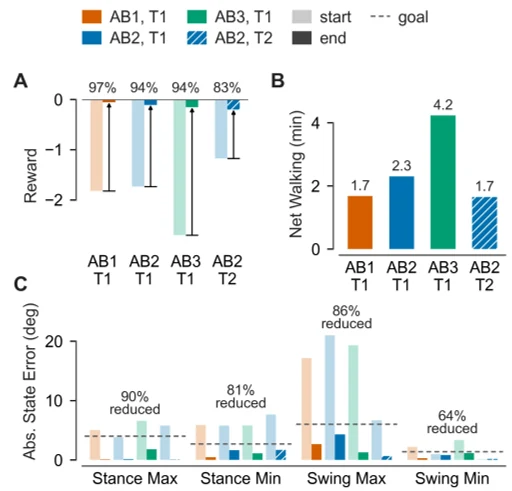 AB1, T1 AB3, T1 start goal
AB2, T1 AB2, T2 end
A
97% 94% 94% 83%
0
−1
−2
Reward
AB1 AB2 AB3 AB2
T1 T1 T1 T2
B
4.2
2.3
1.7
1.7
4
2
0
Net Walking (min)
AB1 AB2 AB3 AB2
T1 T1 T1 T2
C
Abs. State Error (deg)
20
10
0
90%
reduced
81%
reduced
86%
reduced
64%
reduced
Stance Max Stance Min Swing Max Swing Min